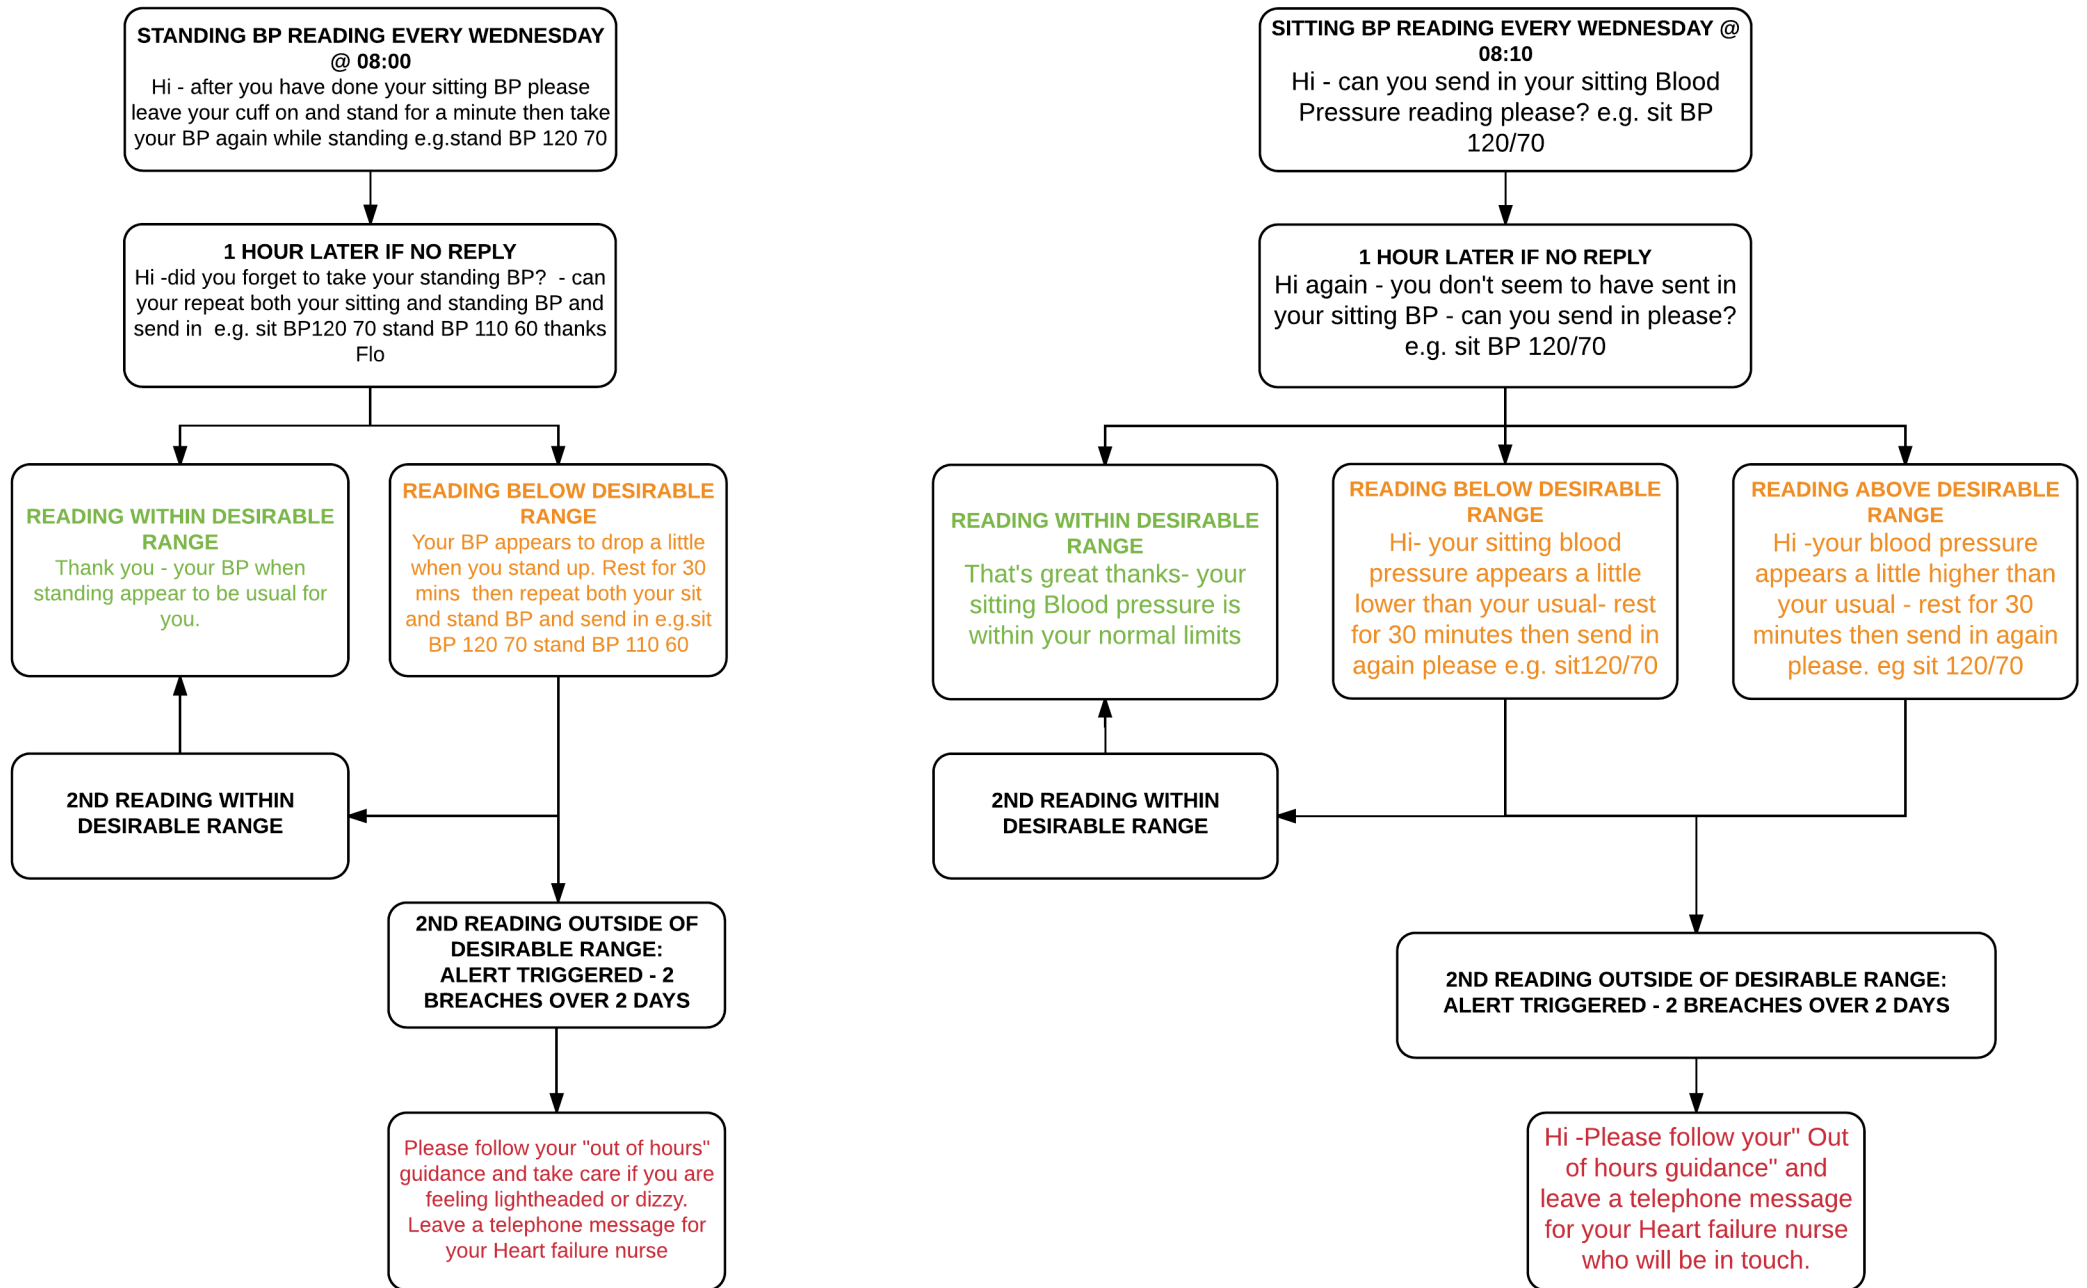 STANDING BP READING EVERY WEDNESDAY
@ 08:00
Hi - after you have done your sitting BP please
leave your cuff on and stand for a minute then take
your BP again while standing e.g.stand BP 120 70
1 HOUR LATER IF NO REPLY
Hi -did you forget to take your standing BP?  - can
your repeat both your sitting and standing BP and
send in  e.g. sit BP120 70 stand BP 110 60 thanks
Flo
READING WITHIN DESIRABLE
RANGE
Thank you - your BP when
standing appear to be usual for
you.
READING BELOW DESIRABLE
RANGE
Your BP appears to drop a little
when you stand up. Rest for 30
mins  then repeat both your sit
and stand BP and send in e.g.sit
BP 120 70 stand BP 110 60
2ND READING WITHIN
DESIRABLE RANGE
2ND READING OUTSIDE OF
DESIRABLE RANGE:
ALERT TRIGGERED - 2
BREACHES OVER 2 DAYS
Please follow your "out of hours"
guidance and take care if you are
feeling lightheaded or dizzy.
Leave a telephone message for
your Heart failure nurse
SITTING BP READING EVERY WEDNESDAY @
08:10
Hi - can you send in your sitting Blood
Pressure reading please? e.g. sit BP
120/70
1 HOUR LATER IF NO REPLY
Hi again - you don't seem to have sent in
your sitting BP - can you send in please?
e.g. sit BP 120/70
READING WITHIN DESIRABLE
RANGE
That's great thanks- your
sitting Blood pressure is
within your normal limits
READING BELOW DESIRABLE
RANGE
Hi- your sitting blood
pressure appears a little
lower than your usual- rest
for 30 minutes then send in
again please e.g. sit120/70
READING ABOVE DESIRABLE
RANGE
Hi -your blood pressure
appears a little higher than
your usual - rest for 30
minutes then send in again
please. eg sit 120/70
2ND READING WITHIN
DESIRABLE RANGE
2ND READING OUTSIDE OF DESIRABLE RANGE:
ALERT TRIGGERED - 2 BREACHES OVER 2 DAYS
Hi -Please follow your" Out
of hours guidance" and
leave a telephone message
for your Heart failure nurse
who will be in touch.